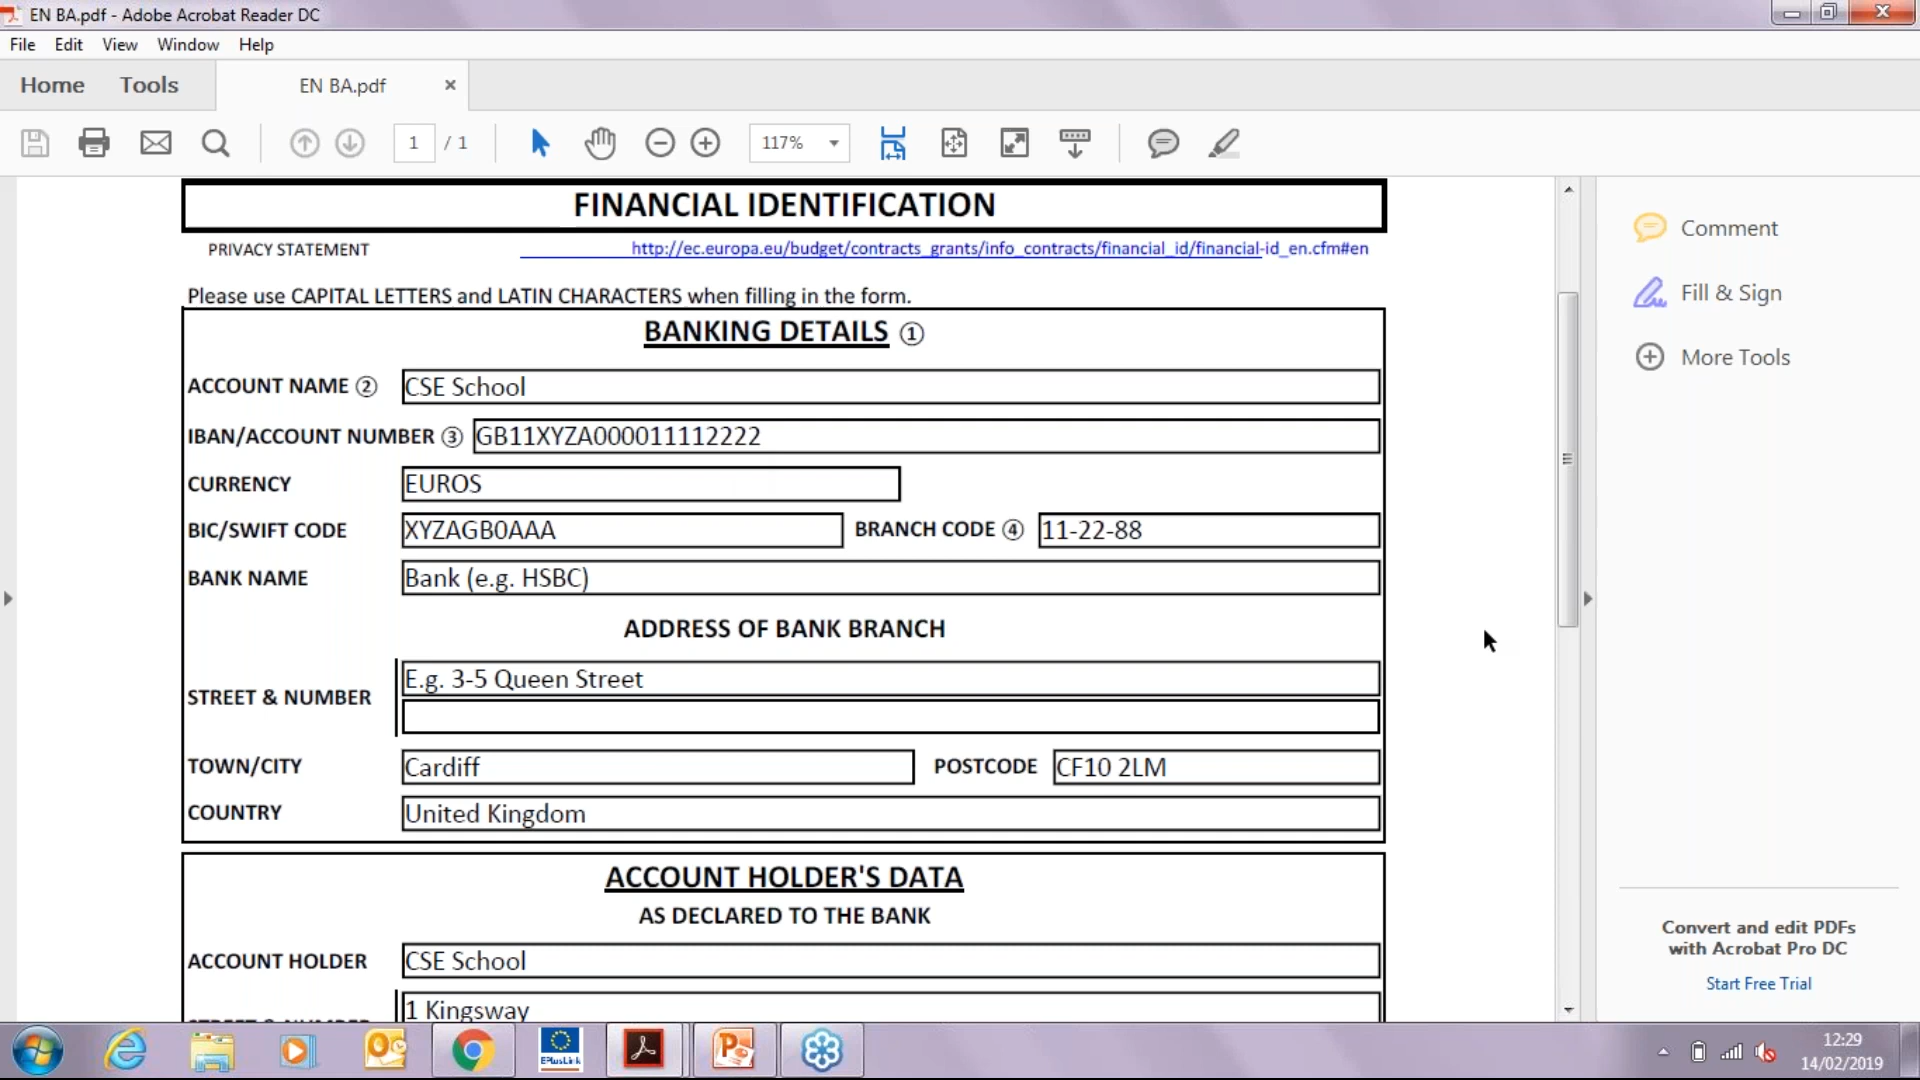 EN BA.pdf - Adobe Acrobat Reader DC
File Edit View Window Help
Home Tools EN BA.pdf ×
1 / 1 117%
FINANCIAL IDENTIFICATION
PRIVACY STATEMENT http://ec.europa.eu/budget/contracts_grants/info_contracts/financial_id/financial-id_en.cfm#en
Please use CAPITAL LETTERS and LATIN CHARACTERS when filling in the form.
BANKING DETAILS ①
ACCOUNT NAME ② CSE School
IBAN/ACCOUNT NUMBER ③ GB11XYZA000011112222
CURRENCY EUROS
BIC/SWIFT CODE XYZAGB0AAA BRANCH CODE ④ 11-22-88
BANK NAME Bank (e.g. HSBC)
ADDRESS OF BANK BRANCH
STREET & NUMBER E.g. 3-5 Queen Street
TOWN/CITY Cardiff POSTCODE CF10 2LM
COUNTRY United Kingdom
ACCOUNT HOLDER'S DATA
AS DECLARED TO THE BANK
ACCOUNT HOLDER CSE School
STREET & NUMBER 1 Kingsway
Comment
Fill & Sign
More Tools
Convert and edit PDFs
with Acrobat Pro DC
Start Free Trial
EPlusLink
12:29
14/02/2019